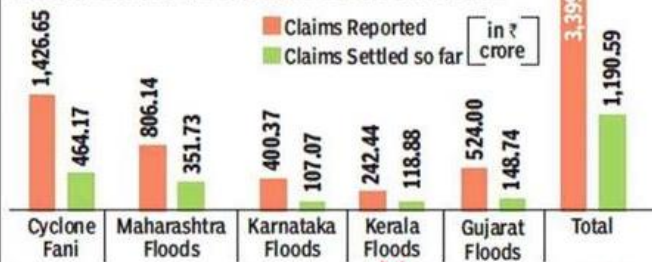 Claims Reported
Claims Settled so far
in ₹
crore
1,426.65
464.17
806.14
351.73
400.37
107.07
242.44
118.88
524.00
148.74
1,190.59
Cyclone
Fani
Maharashtra
Floods
Karnataka
Floods
Kerala
Floods
Gujarat
Floods
Total